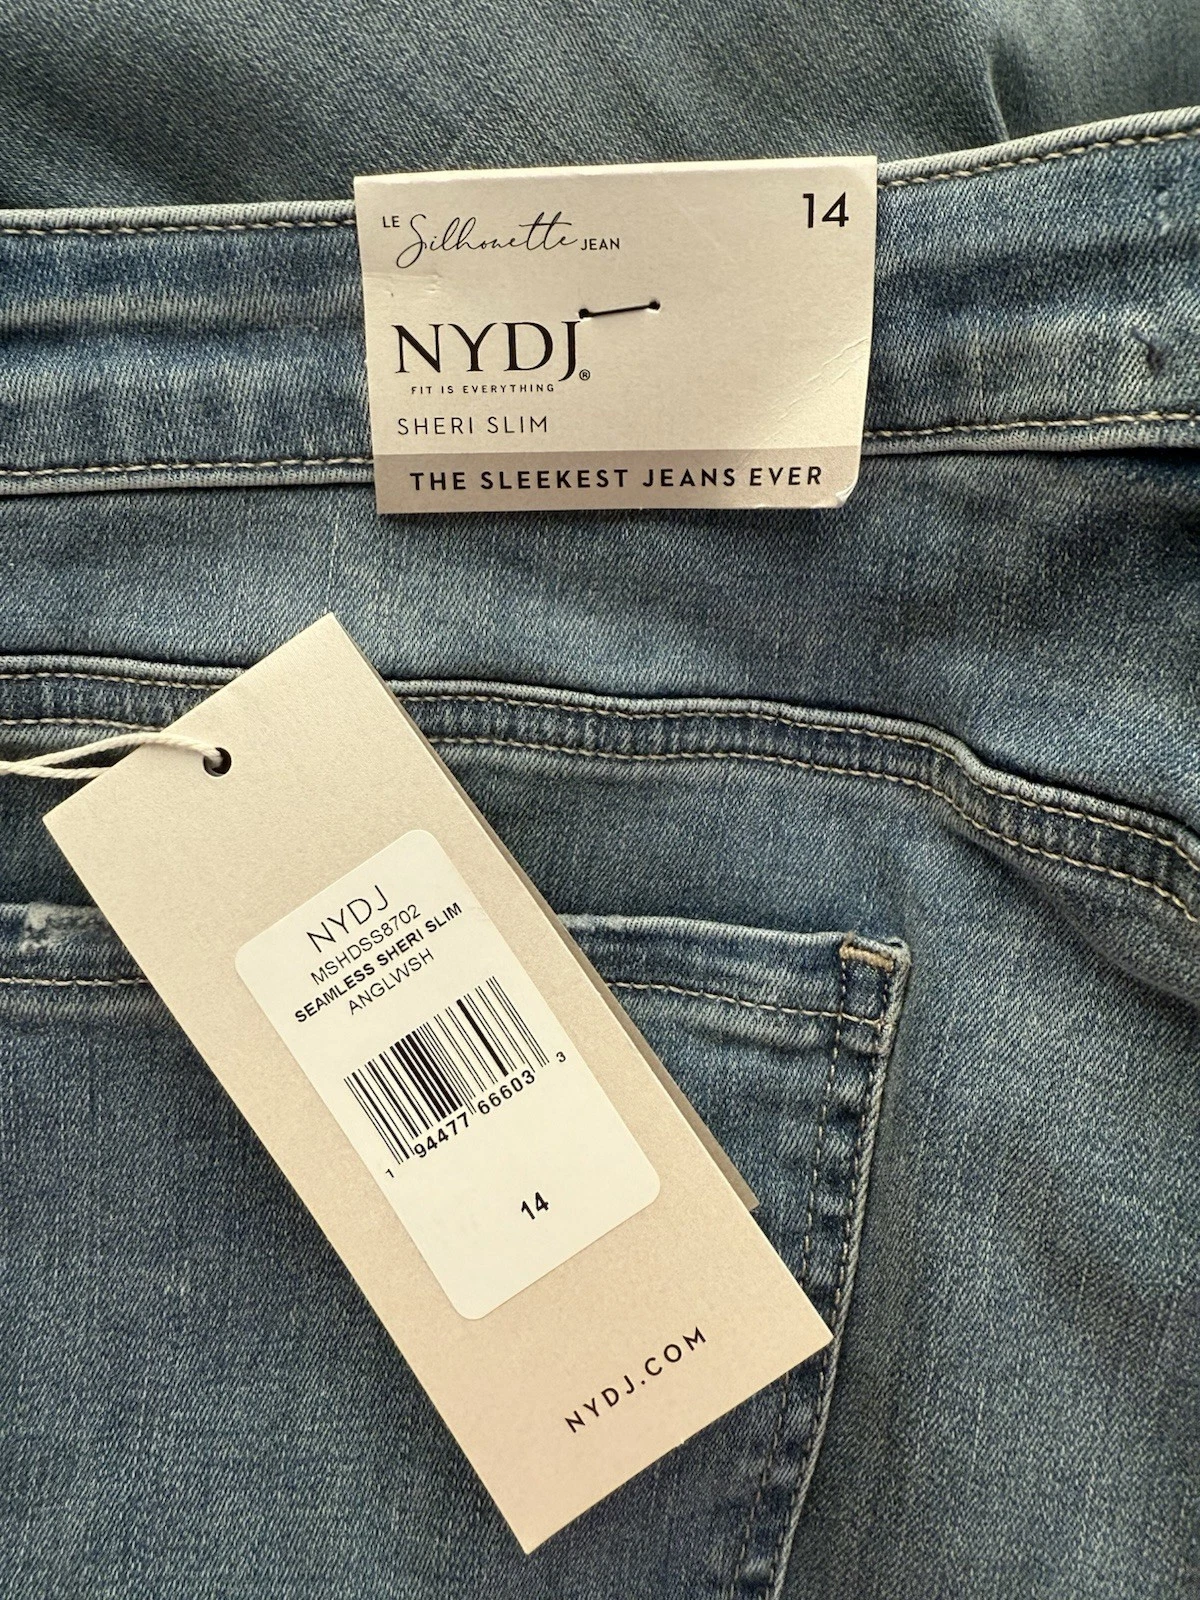 LE Silhouette JEAN
14
NYDJ®
FIT IS EVERYTHING
SHERI SLIM
THE SLEEKEST JEANS EVER
NYDJ
MSHDSS8702
SEAMLESS SHERI SLIM
ANGLWSH
1 94477 66603 3
14
NYDJ.COM